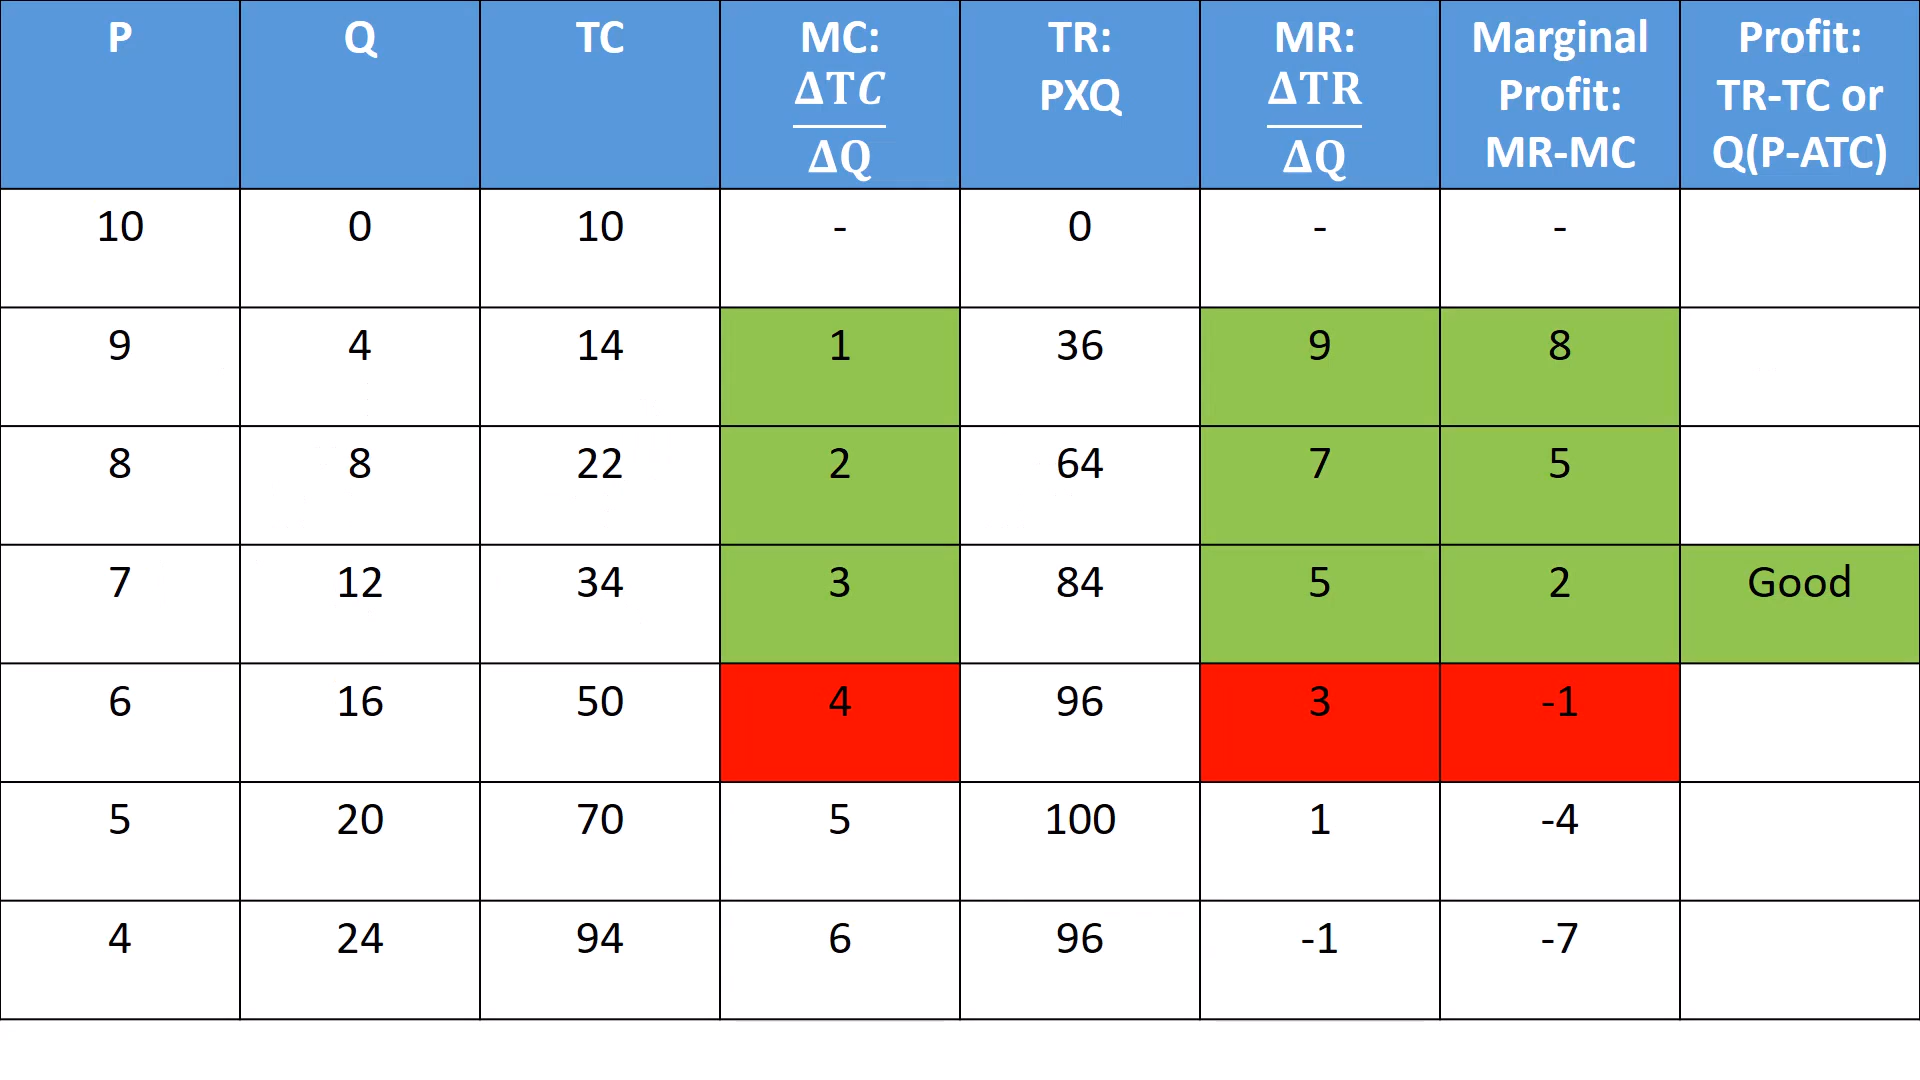 P Q TC MC: TR: MR: Marginal Profit:
ΔTC PXQ ΔTR Profit: TR-TC or
ΔQ ΔQ MR-MC Q(P-ATC)
10 0 10 - 0 - -
9 4 14 1 36 9 8
8 8 22 2 64 7 5
7 12 34 3 84 5 2 Good
6 16 50 4 96 3 -1
5 20 70 5 100 1 -4
4 24 94 6 96 -1 -7